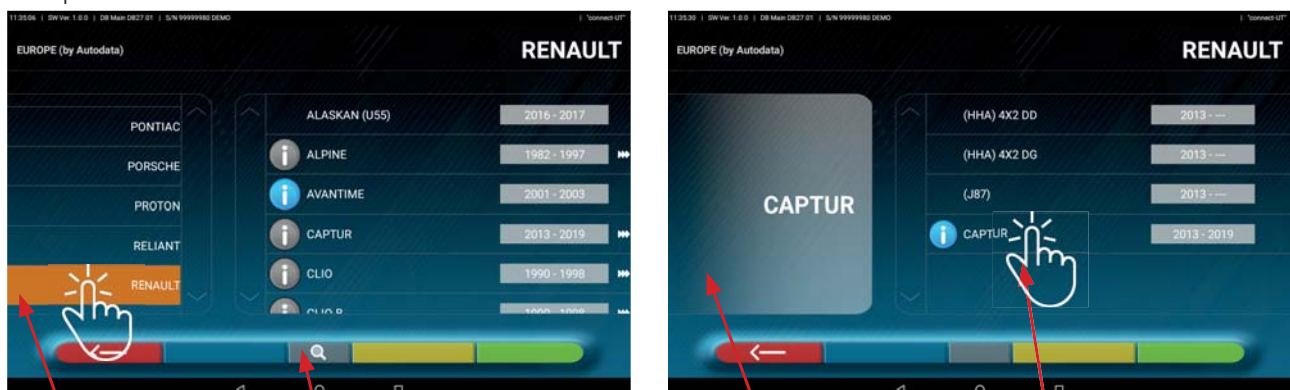 11:35:06 | SW Ver. 1.0.0 | DB Main DB27.01 | S/N 99999980 DEMO | "connect-UT"
EUROPE (by Autodata) RENAULT
PONTIAC
PORSCHE
PROTON
RELIANT
RENAULT
ALASKAN (U55) 2016 - 2017
ALPINE 1982 - 1997
AVANTIME 2001 - 2003
CAPTUR 2013 - 2019
CLIO 1990 - 1998
11:35:30 | SW Ver. 1.0.0 | DB Main DB27.01 | S/N 99999980 DEMO | "connect-UT"
EUROPE (by Autodata) RENAULT
CAPTUR
(HHA) 4X2 DD 2013 - ---
(HHA) 4X2 DG 2013 - ---
(J87) 2013 - ---
CAPTUR 2013 - 2019